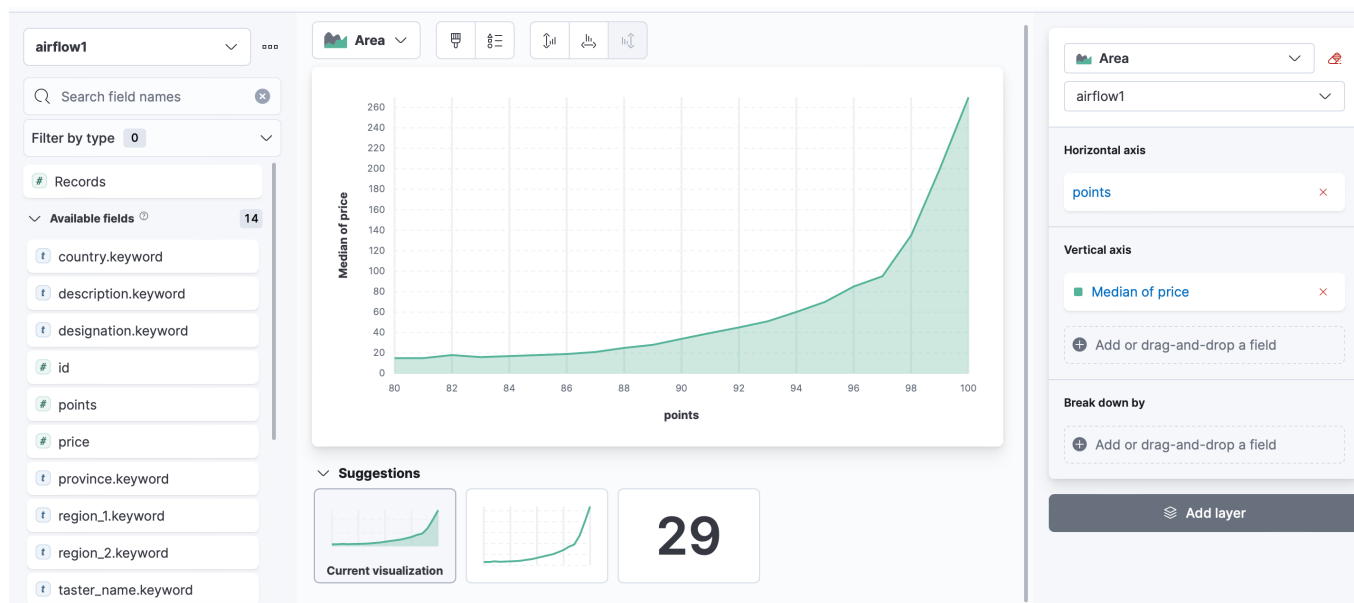 airflow1
Search field names
Filter by type 0
# Records
Available fields ? 14
t country.keyword
t description.keyword
t designation.keyword
# id
# points
# price
t province.keyword
t region_1.keyword
t region_2.keyword
t taster_name.keyword
Area
Median of price
260
240
220
200
180
160
140
120
100
80
60
40
20
0
80 82 84 86 88 90 92 94 96 98 100
points
Suggestions
Current visualization
29
Area
airflow1
Horizontal axis
points
Vertical axis
Median of price
Add or drag-and-drop a field
Break down by
Add or drag-and-drop a field
Add layer